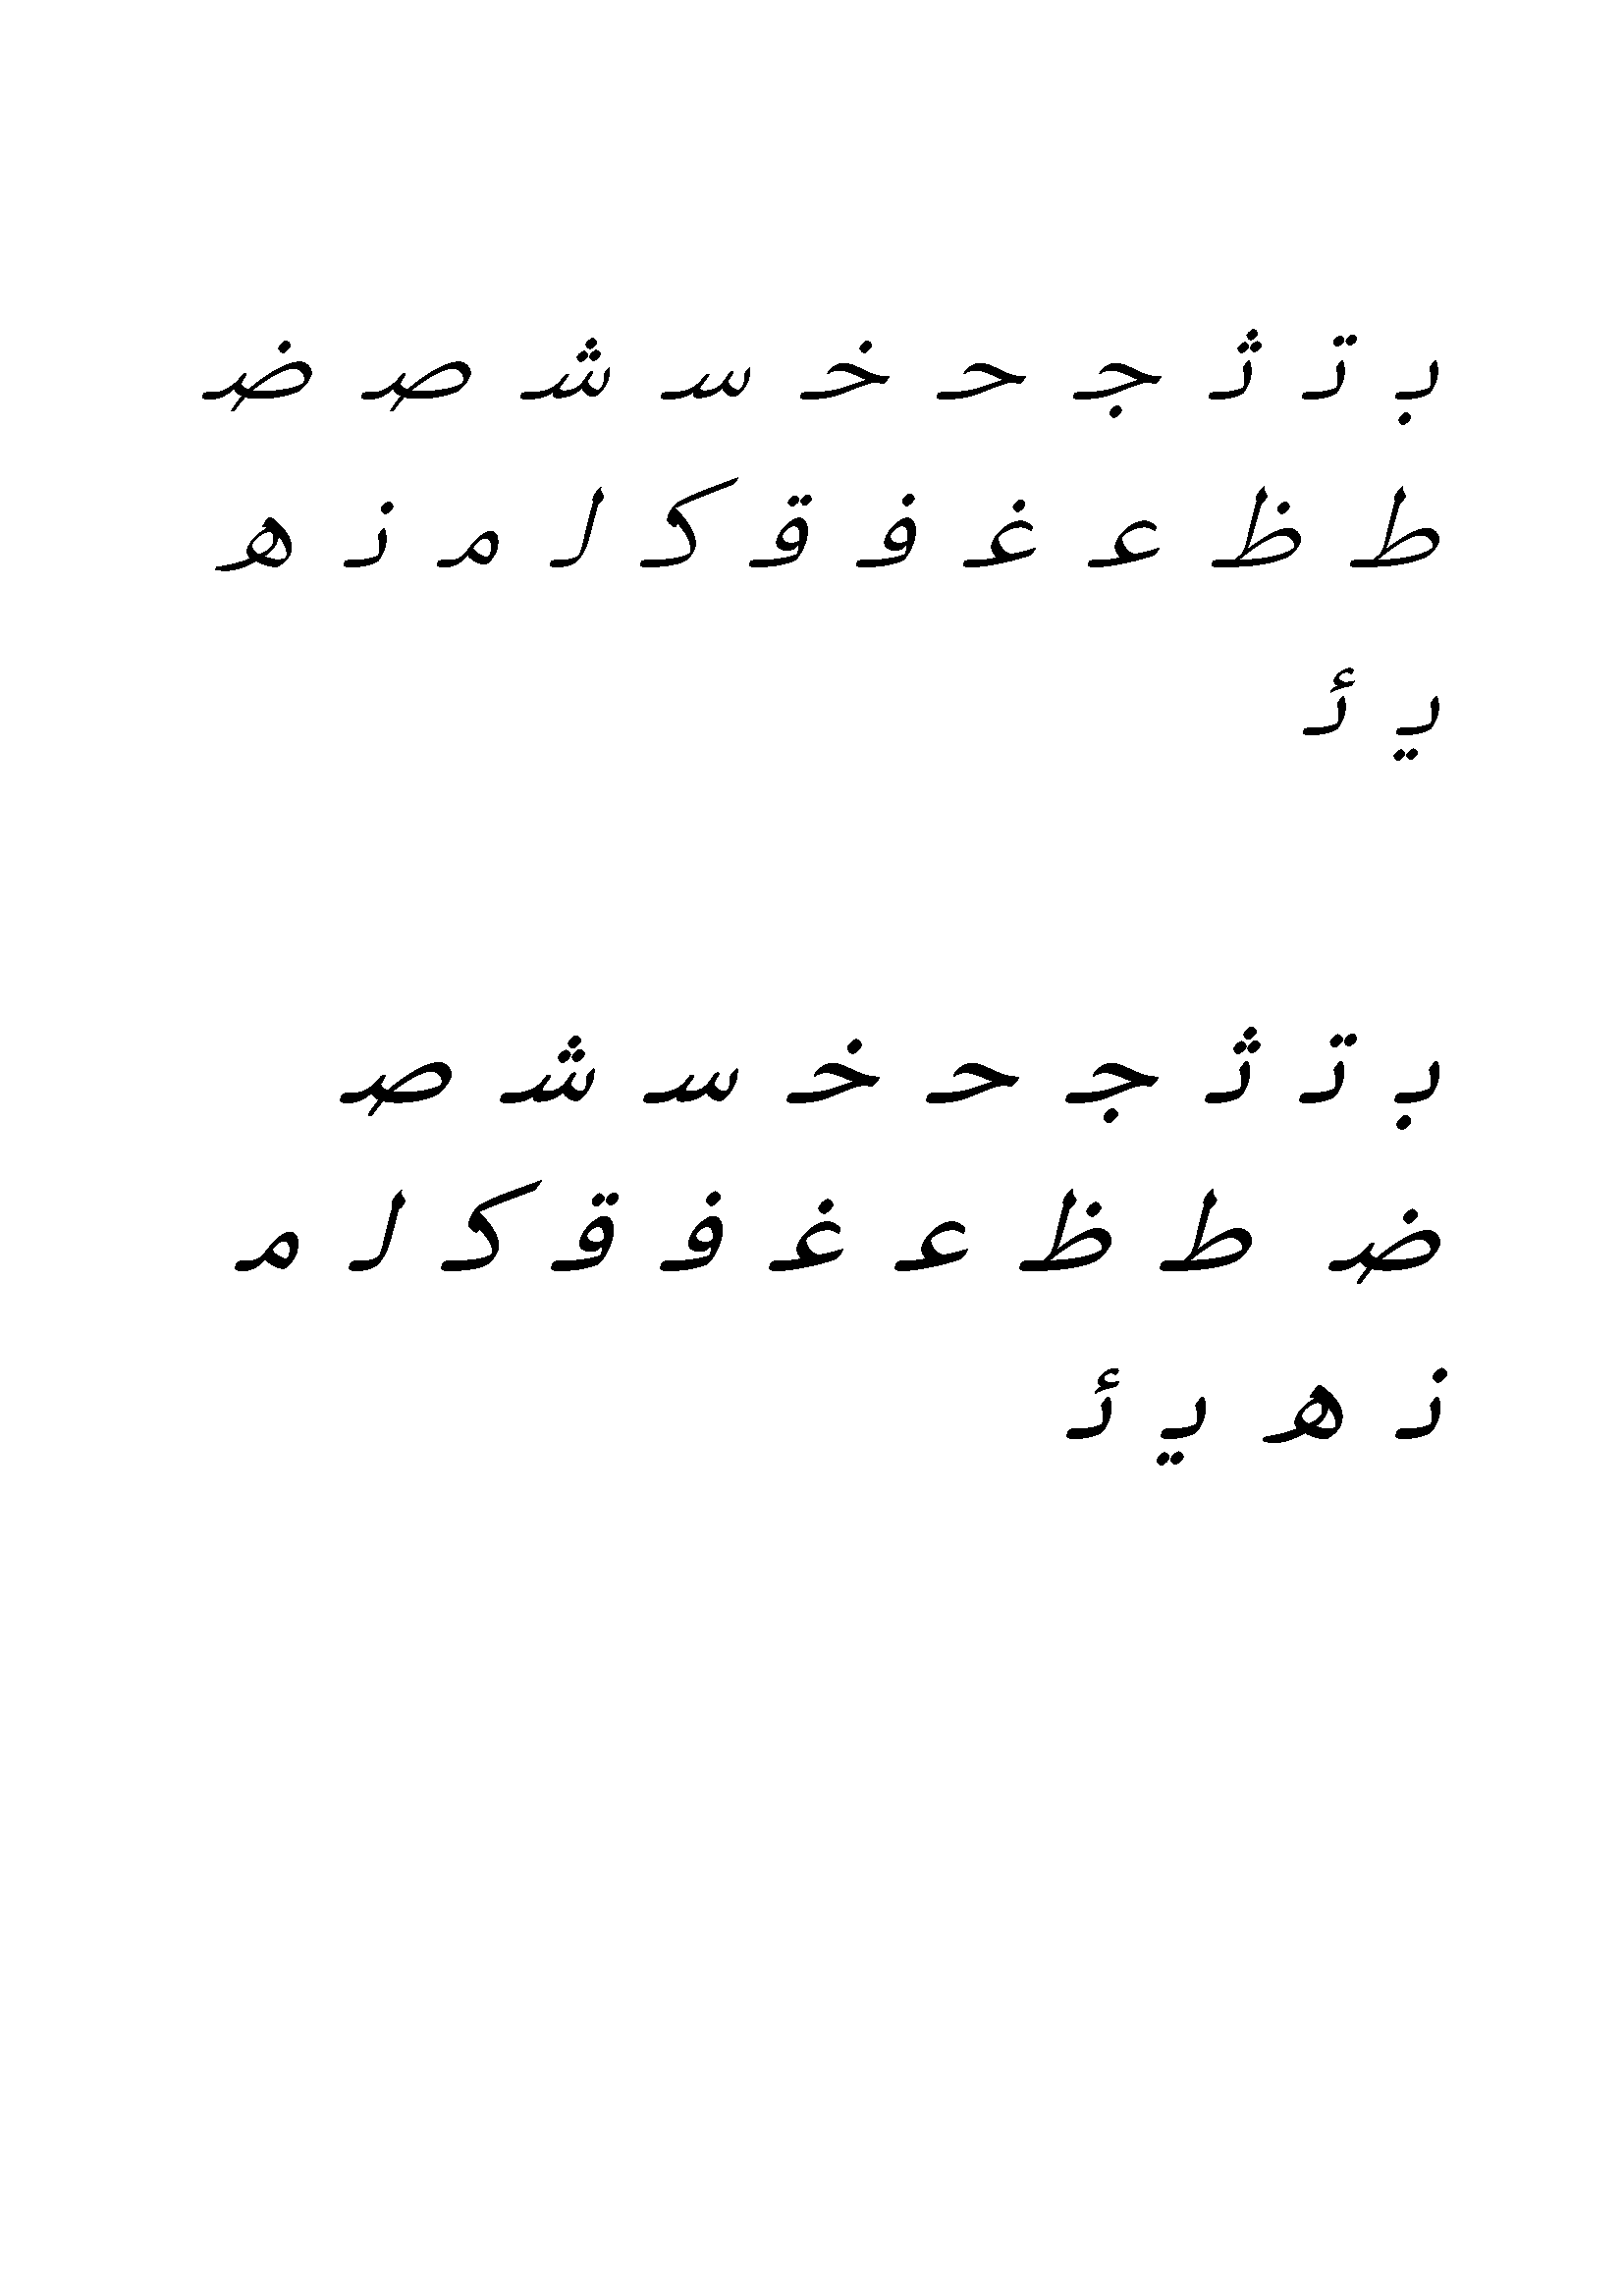 بـ تـ ثـ جـ حـ خـ سـ شـ صـ ضـ
طـ ظـ عـ غـ فـ قـ كـ لـ مـ نـ هـ
يـ ئـ
بـ تـ ثـ جـ حـ خـ سـ شـ صـ
ضـ طـ ظـ عـ غـ فـ قـ كـ لـ مـ
نـ هـ يـ ئـ